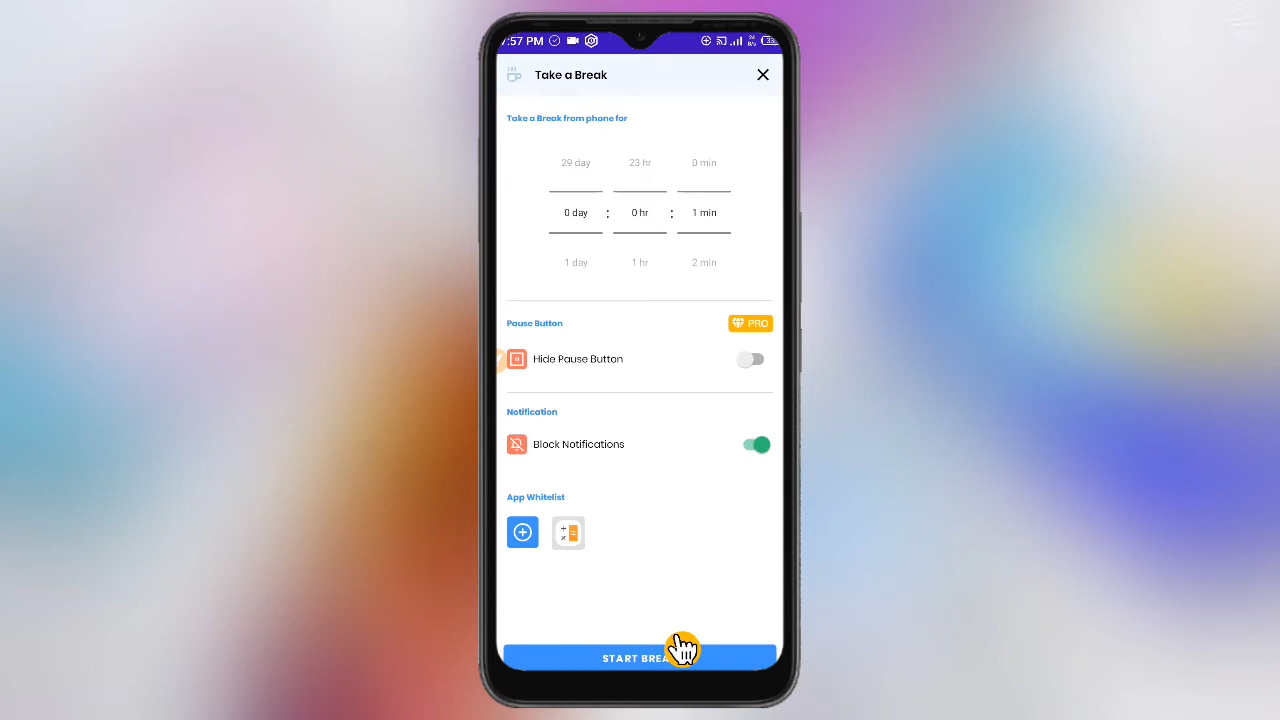 7:57 PM 24 B/s 33
Take a Break
Take a Break from phone for
29 day 23 hr 0 min
0 day : 0 hr : 1 min
1 day 1 hr 2 min
Pause Button PRO
Hide Pause Button
Notification
Block Notifications
App Whitelist
START BREA